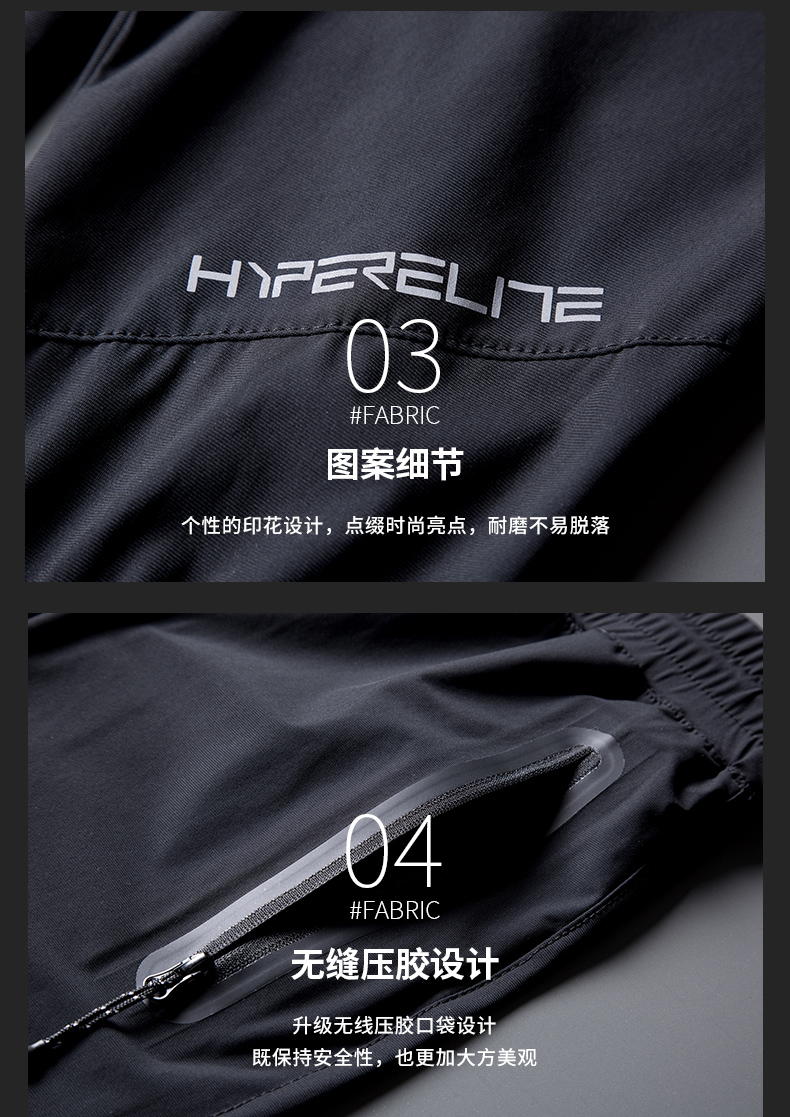 HYPERELITE
03
#FABRIC
图案细节
个性的印花设计，点缀时尚亮点，耐磨不易脱落
04
#FABRIC
无缝压胶设计
升级无线压胶口袋设计
既保持安全性，也更加大方美观